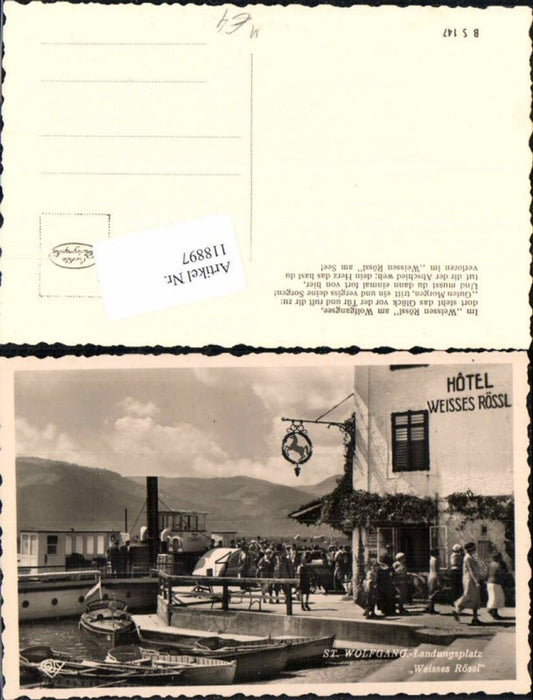 M
€4
B S 147
Artikel Nr.
118897
Im „Weissen Rössl" am Wolfgangsee,
dort steht das Glück vor der Tür und ruft dir zu:
„Guten Morgen, tritt ein und vergiss deine Sorgen!
Und musst du dann einmal fort von hier,
tut dir der Abschied weh; dein Herz das hast du
verloren im „Weissen Rössl" am See!
HÔTEL
WEISSES RÖSSL
ST. WOLFGANG.-Landungsplatz
„Weisses Rössl"